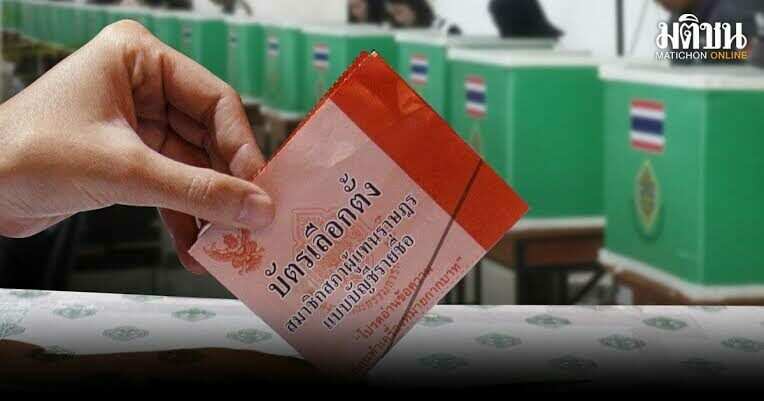 มติชน
MATICHON ONLINE
บัตรเลือกตั้ง
สมาชิกสภาผู้แทนราษฎร
แบบบัญชีรายชื่อ